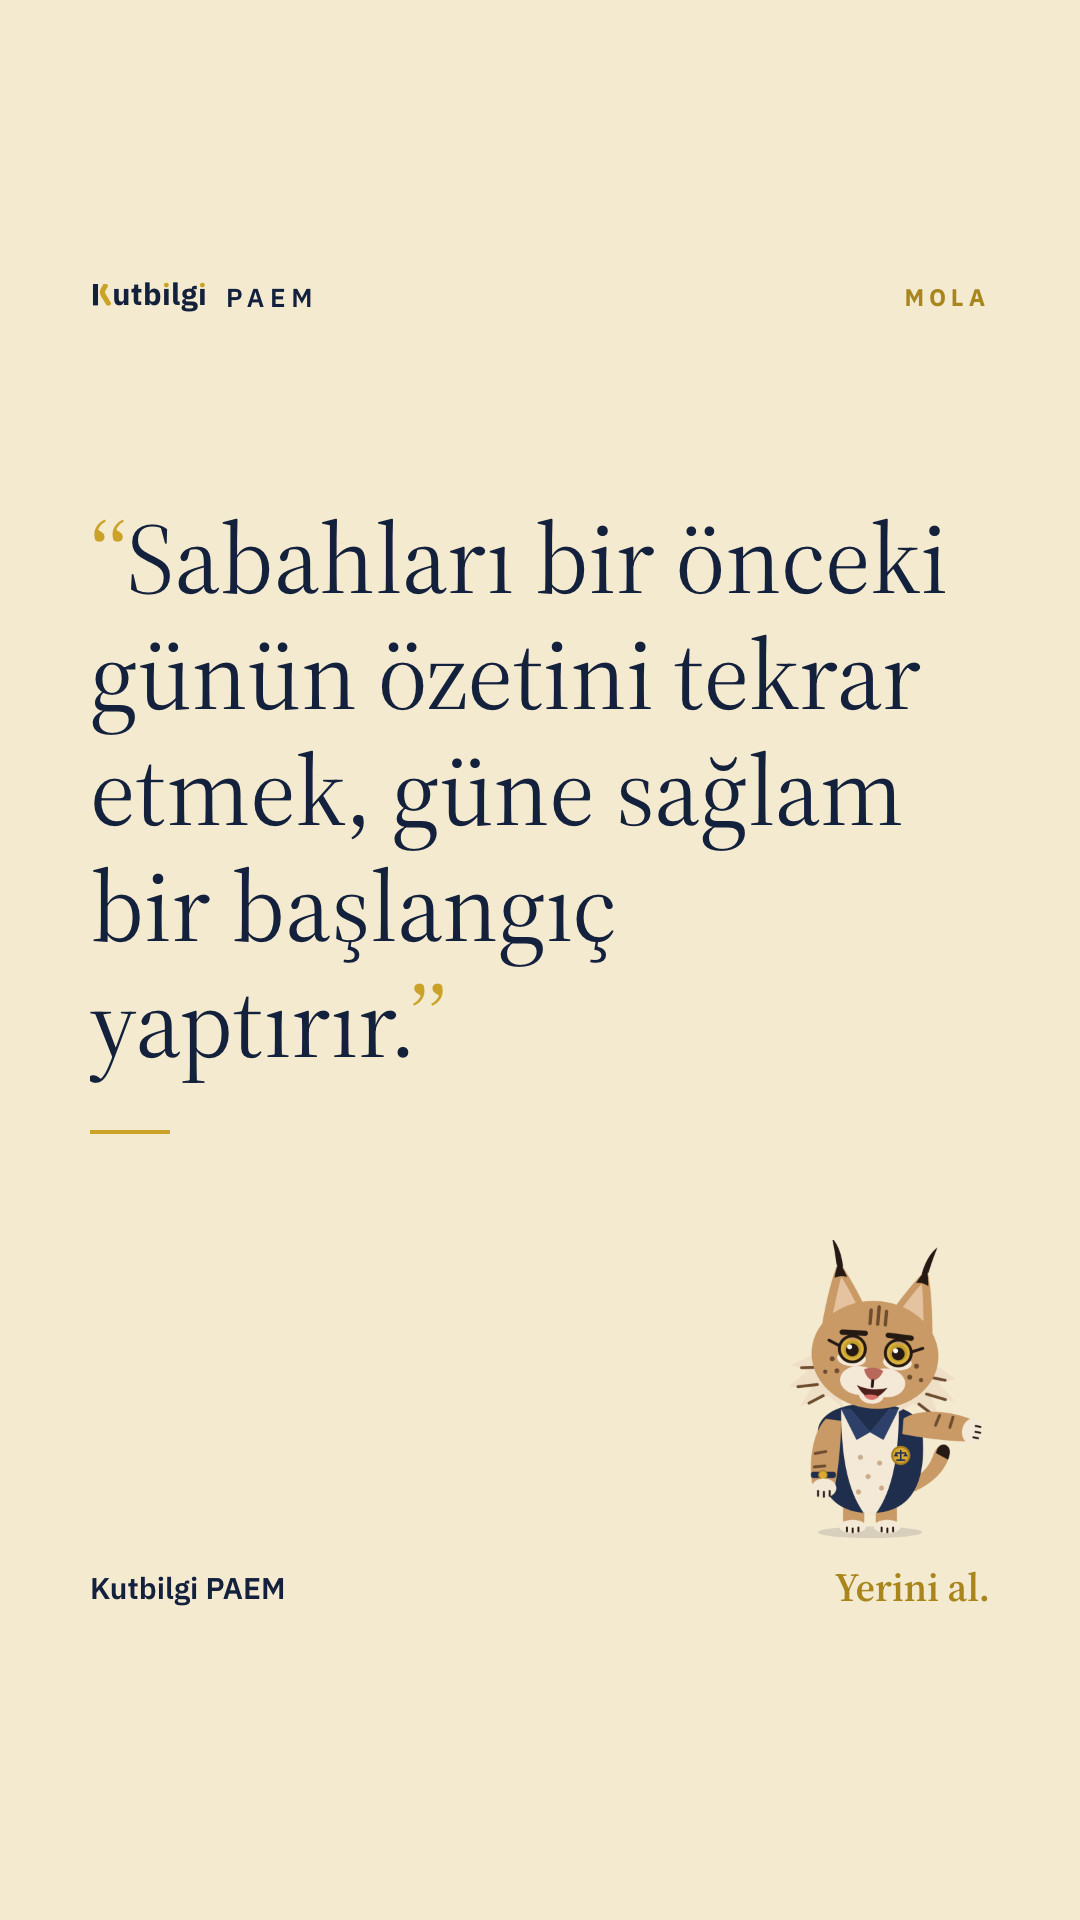 Kutbilgi PAEM
MOLA
“Sabahları bir önceki
günün özetini tekrar
etmek, güne sağlam
bir başlangıç
yaptırır.”
Kutbilgi PAEM
Yerini al.